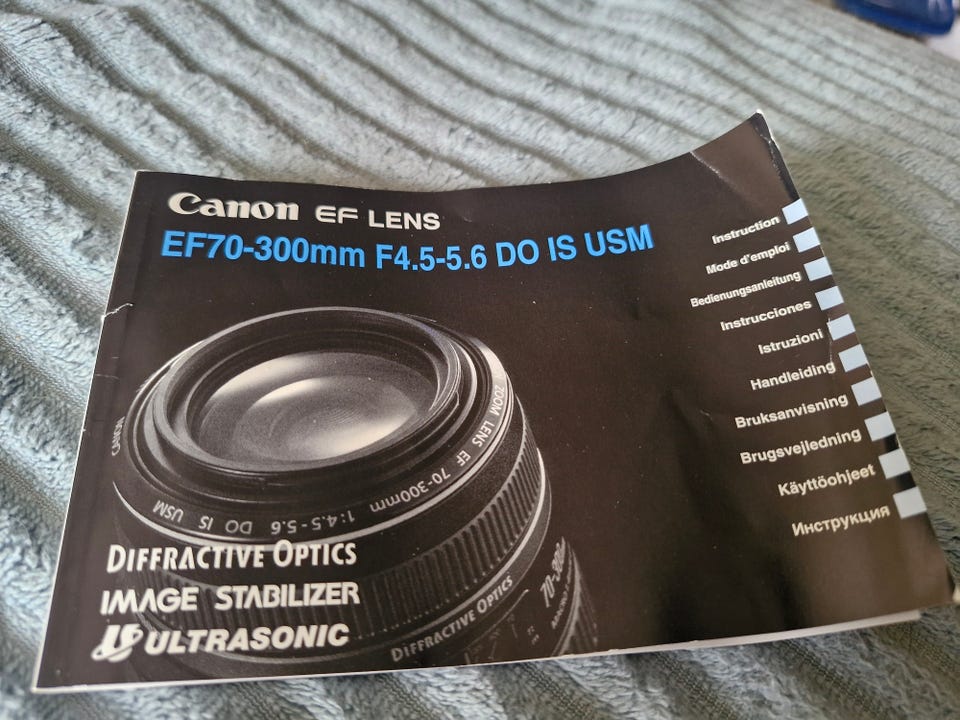 Canon EF LENS
EF70-300mm F4.5-5.6 DO IS USM
Instruction
Mode d'emploi
Bedienungsanleitung
Instrucciones
Istruzioni
Handleiding
Bruksanvisning
Brugsvejledning
Käyttöohjeet
Инструкция
CANON
ZOOM LENS EF 70-300mm 1:4.5-5.6 DO IS USM
DIFFRACTIVE OPTICS
IMAGE STABILIZER
ULTRASONIC
DIFFRACTIVE OPTICS